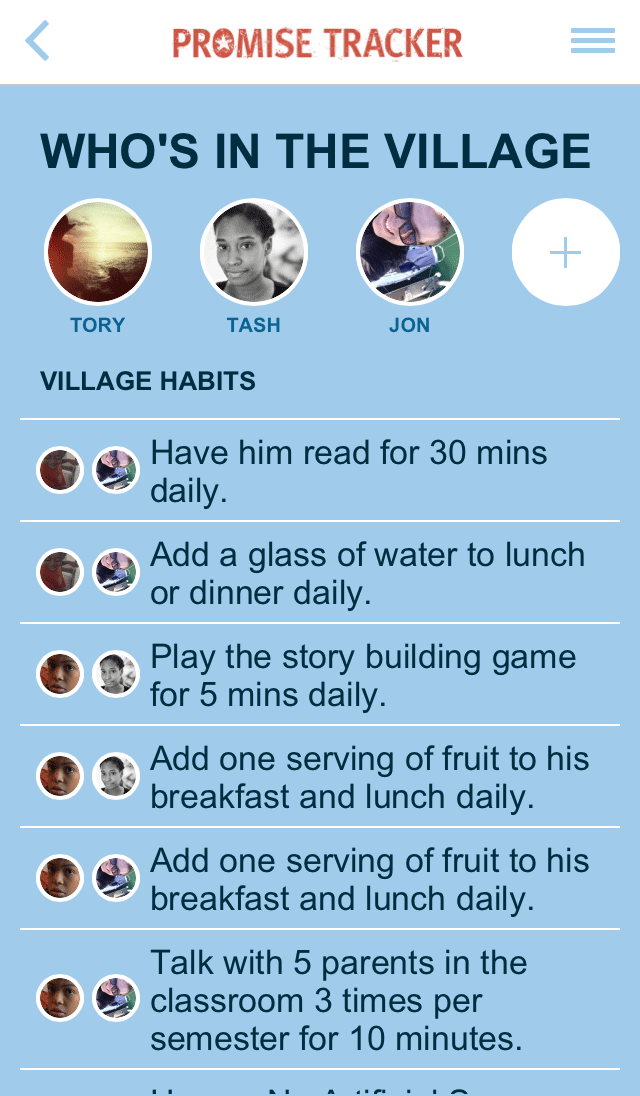 PROMISE TRACKER
WHO'S IN THE VILLAGE
TORY
TASH
JON
VILLAGE HABITS
Have him read for 30 mins
daily.
Add a glass of water to lunch
or dinner daily.
Play the story building game
for 5 mins daily.
Add one serving of fruit to his
breakfast and lunch daily.
Add one serving of fruit to his
breakfast and lunch daily.
Talk with 5 parents in the
classroom 3 times per
semester for 10 minutes.